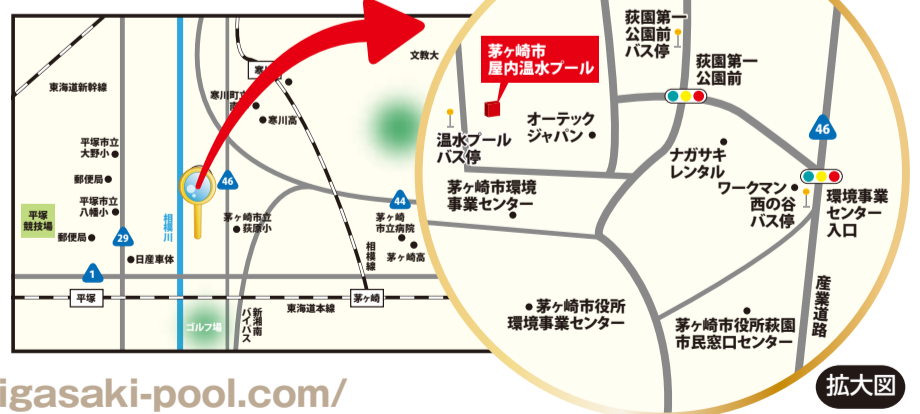 文教大
寒川町立
東海道新幹線
寒川高
平塚市立
大野小
郵便局
平塚市立
八幡小
平塚
競技場
郵便局
29
日産車体
1
相模川
46
茅ヶ崎市立
荻原小
44
茅ヶ崎
市立病院
茅ヶ崎高
相模線
平塚
東海道本線
茅ヶ崎
ゴルフ場
新湘南
バイパス
荻園第一
公園前
バス停
茅ヶ崎市
屋内温水プール
荻園第一
公園前
オーテック
ジャパン
温水プール
バス停
46
ナガサキ
レンタル
茅ヶ崎市環境
事業センター
ワークマン
西の谷
バス停
環境事業
センター
入口
産業道路
茅ヶ崎市役所
環境事業センター
茅ヶ崎市役所萩園
市民窓口センター
拡大図
igasaki-pool.com/